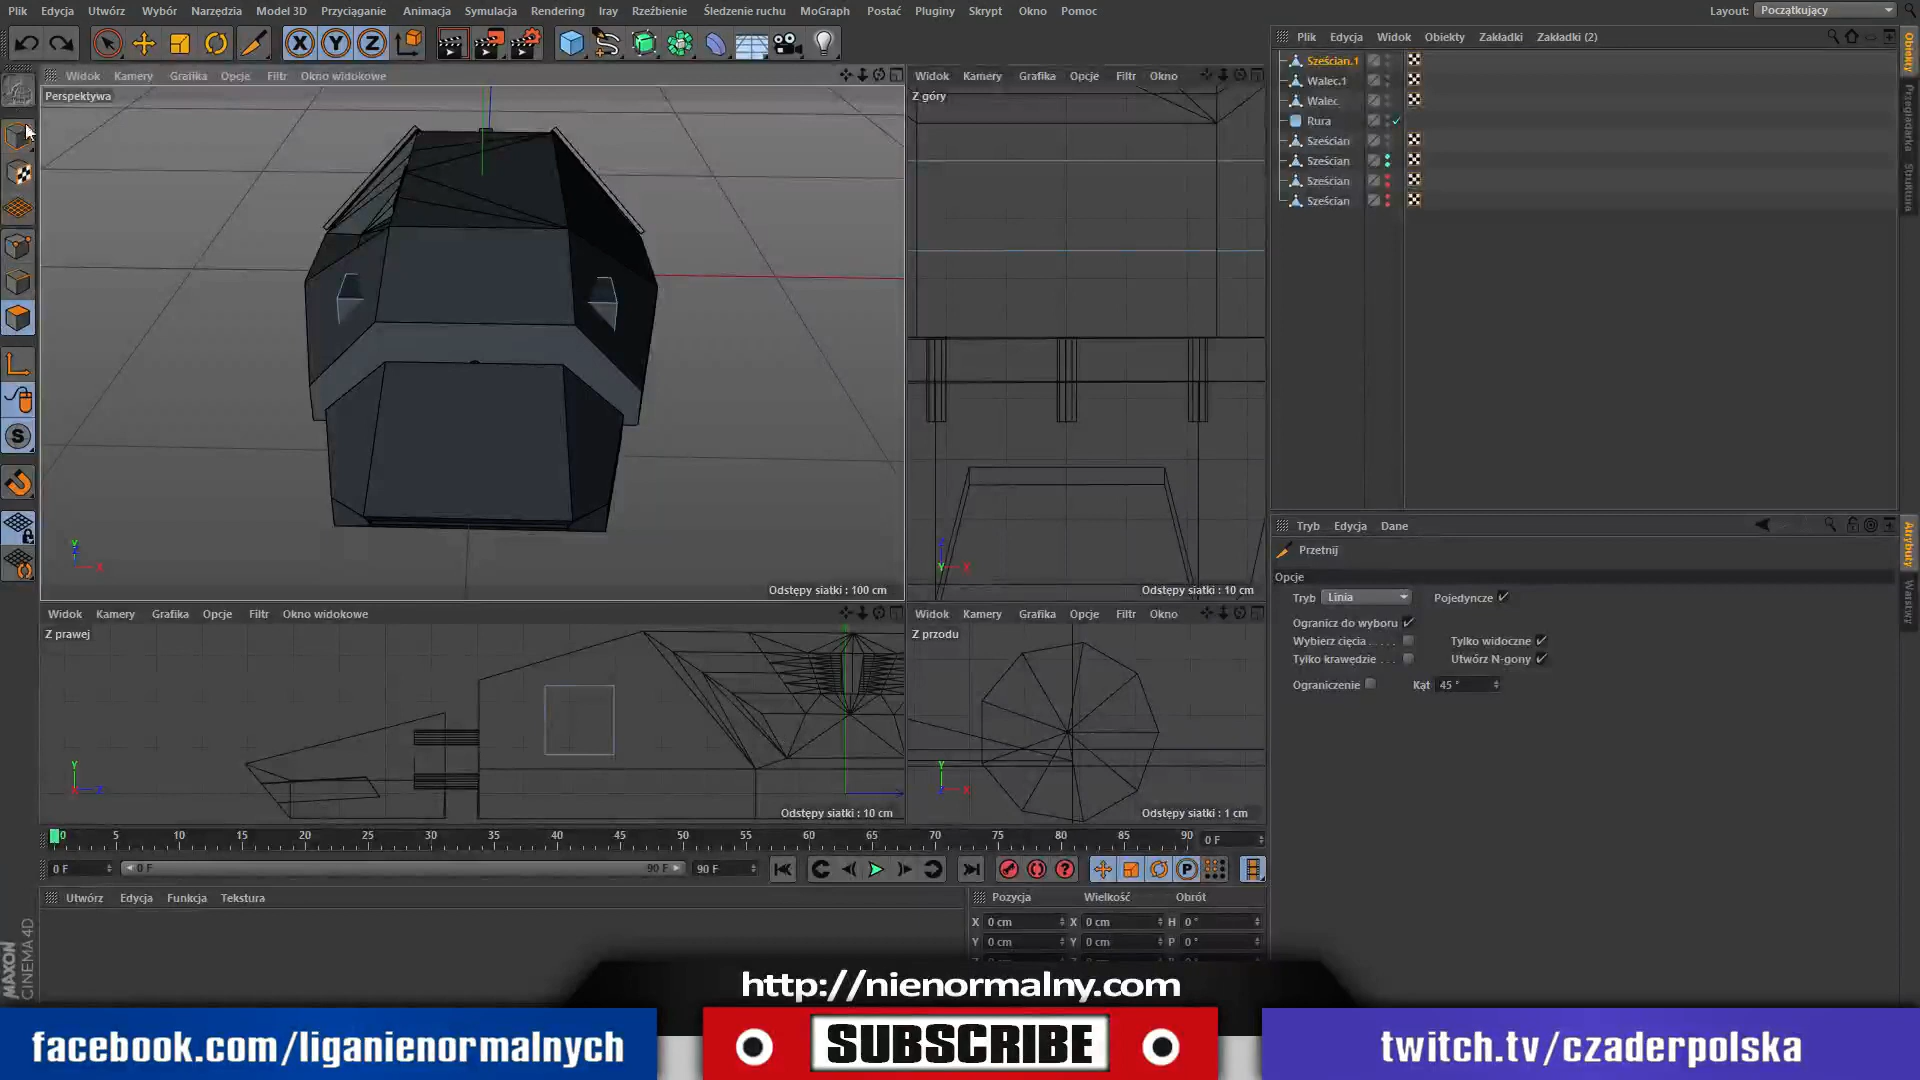 Plik Edycja Utwórz Wybór Narzędzia Model 3D Przyciąganie Animacja Symulacja Rendering Iray Rzeźbienie Śledzenie ruchu MoGraph Postać Pluginy Skrypt Okno Pomoc Layout: Początkujący
X Y Z
Plik Edycja Widok Obiekty Zakładki Zakładki (2)
Obiekty
Przeglądarka
Struktura
Sześcian.1
Walec.1
Walec
Rura
Sześcian
Sześcian
Sześcian
Sześcian
Widok Kamery Grafika Opcje Filtr Okno widokowe
Perspektywa
Odstępy siatki : 100 cm
Widok Kamery Grafika Opcje Filtr Okno
Z góry
Odstępy siatki : 10 cm
Widok Kamery Grafika Opcje Filtr Okno widokowe
Z prawej
Odstępy siatki : 10 cm
Widok Kamery Grafika Opcje Filtr Okno
Z przodu
Odstępy siatki : 1 cm
S
Tryb Edycja Dane
Atrybuty
Warstwy
Przetnij
Opcje
Tryb Linia Pojedyncze
Ogranicz do wyboru
Wybierz cięcia Tylko widoczne
Tylko krawędzie Utwórz N-gony
Ograniczenie Kąt 45 °
0 5 10 15 20 25 30 35 40 45 50 55 60 65 70 75 80 85 90 0 F
0 F 0 F 90 F 90 F P
Utwórz Edycja Funkcja Tekstura
Pozycja Wielkość Obrót
X 0 cm X 0 cm H 0 °
Y 0 cm Y 0 cm P 0 °
MAXON
CINEMA 4D
http://nienormalny.com
facebook.com/liganienormalnych
SUBSCRIBE
twitch.tv/czaderpolska